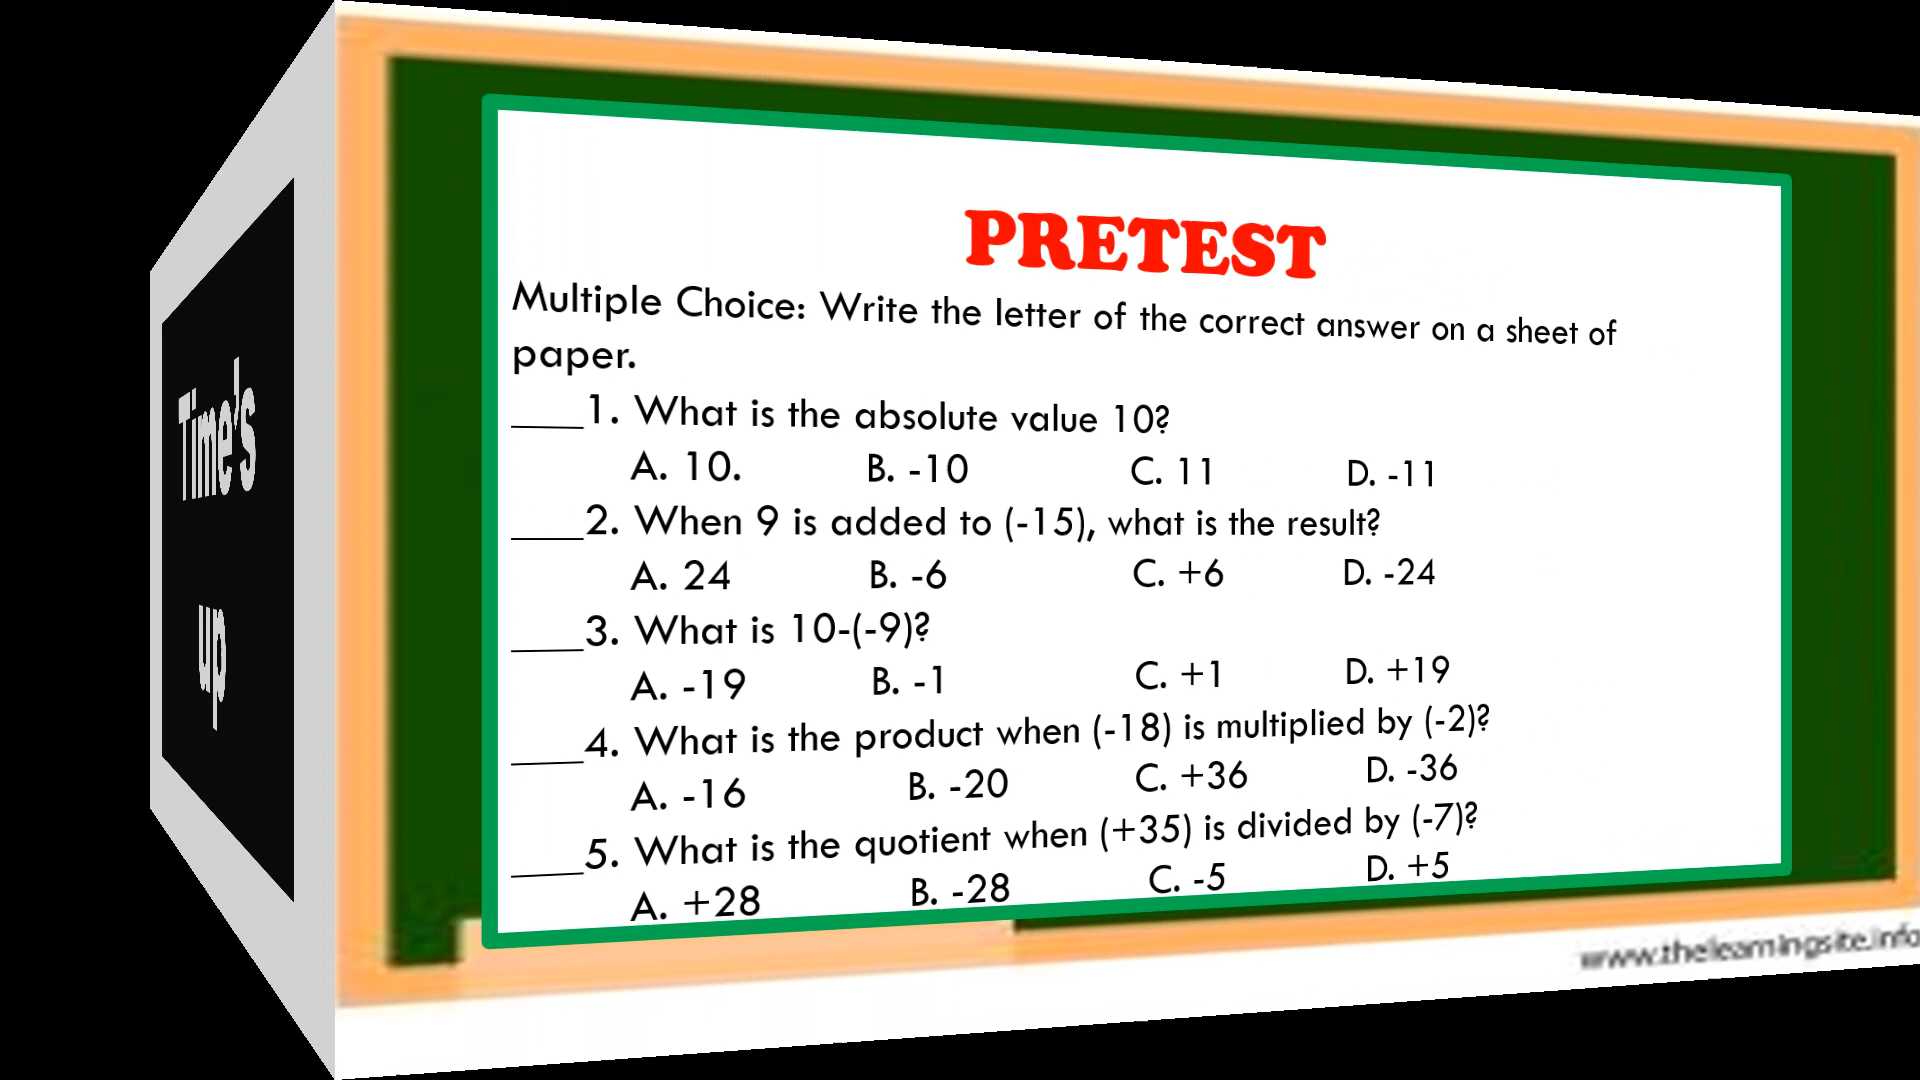 Time's
up
PRETEST
Multiple Choice: Write the letter of the correct answer on a sheet of
paper.
____1. What is the absolute value 10?
A. 10. B. -10 C. 11 D. -11
____2. When 9 is added to (-15), what is the result?
A. 24 B. -6 C. +6 D. -24
____3. What is 10-(-9)?
A. -19 B. -1 C. +1 D. +19
____4. What is the product when (-18) is multiplied by (-2)?
A. -16 B. -20 C. +36 D. -36
____5. What is the quotient when (+35) is divided by (-7)?
A. +28 B. -28 C. -5 D. +5
www.thelearningsite.info